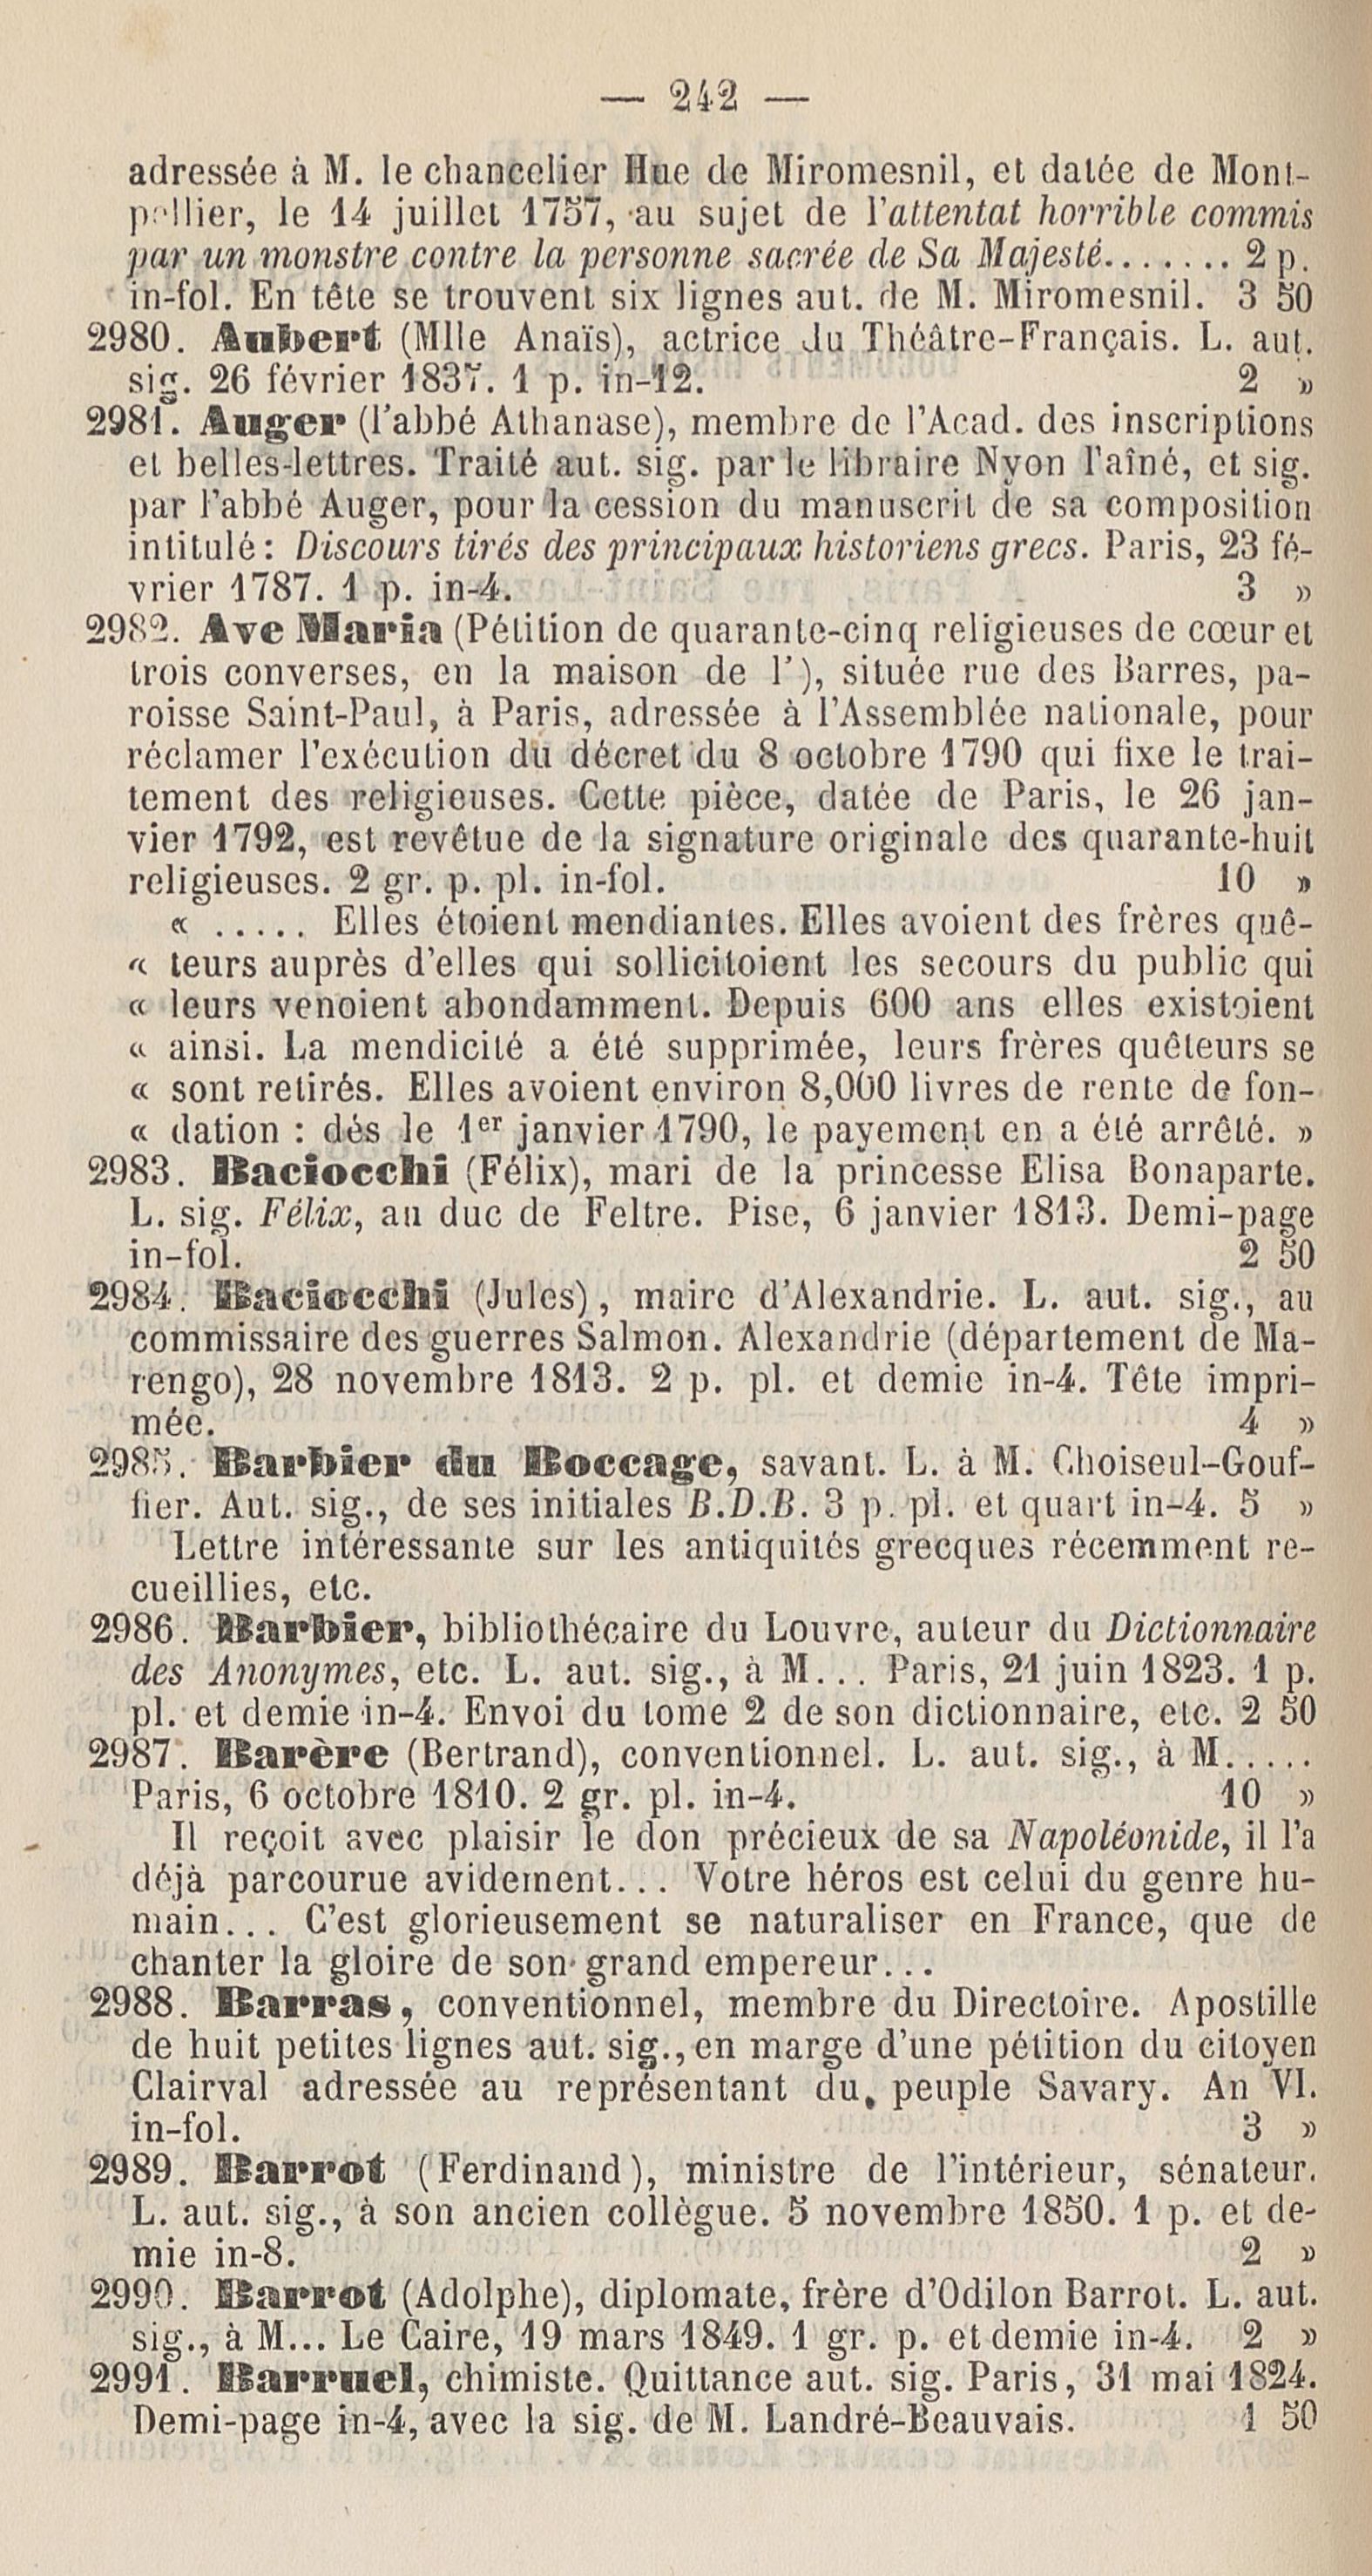 — 242 —
adressée à M. le chancelier Hue de Miromesnil, et datée de Mont-
pellier, le 14 juillet 1757, au sujet de l'attentat horrible commis
par un monstre contre la personne sacrée de Sa Majesté....... 2 p.
in-fol. En tête se trouvent six lignes aut. de M. Miromesnil. 3 50
2980. Aubert (Mlle Anaïs), actrice du Théâtre-Français. L. aut.
sig. 26 février 1837. 1 p. in-12. 2 »
2981. Auger (l'abbé Athanase), membre de l'Acad. des inscriptions
et belles-lettres. Traité aut. sig. par le libraire Nyon l'aîné, et sig.
par l'abbé Auger, pour la cession du manuscrit de sa composition
intitulé: Discours tirés des principaux historiens grecs. Paris, 23 fé-
vrier 1787. 1 p. in-4. 3 »
2982. Ave Maria (Pétition de quarante-cinq religieuses de cœur et
trois converses, en la maison de l'), située rue des Barres, pa-
roisse Saint-Paul, à Paris, adressée à l'Assemblée nationale, pour
réclamer l'exécution du décret du 8 octobre 1790 qui fixe le trai-
tement des religieuses. Cette pièce, datée de Paris, le 26 jan-
vier 1792, est revêtue de la signature originale des quarante-huit
religieuses. 2 gr. p. pl. in-fol. 10 »
« ..... Elles étoient mendiantes. Elles avoient des frères quê-
« teurs auprès d'elles qui sollicitoient les secours du public qui
« leurs venoient abondamment. Depuis 600 ans elles existoient
« ainsi. La mendicité a été supprimée, leurs frères quêteurs se
« sont retirés. Elles avoient environ 8,000 livres de rente de fon-
« dation : dés le 1er janvier 1790, le payement en a été arrêté. »
2983. Baciocchi (Félix), mari de la princesse Elisa Bonaparte.
L. sig. Félix, au duc de Feltre. Pise, 6 janvier 1813. Demi-page
in-fol. 2 50
2984. Baciocchi (Jules), maire d'Alexandrie. L. aut. sig., au
commissaire des guerres Salmon. Alexandrie (département de Ma-
rengo), 28 novembre 1813. 2 p. pl. et demie in-4. Tête impri-
mée. 4 »
2985. Barbier du Boccage, savant. L. à M. Choiseul-Gouf-
fier. Aut. sig., de ses initiales B.D.B. 3 p. pl. et quart in-4. 5 »
Lettre intéressante sur les antiquités grecques récemment re-
cueillies, etc.
2986. Barbier, bibliothécaire du Louvre, auteur du Dictionnaire
des Anonymes, etc. L. aut. sig., à M... Paris, 21 juin 1823. 1 p.
pl. et demie in-4. Envoi du tome 2 de son dictionnaire, etc. 2 50
2987. Barère (Bertrand), conventionnel. L. aut. sig., à M.....
Paris, 6 octobre 1810. 2 gr. pl. in-4. 10 »
Il reçoit avec plaisir le don précieux de sa Napoléonide, il l'a
déjà parcourue avidement... Votre héros est celui du genre hu-
main... C'est glorieusement se naturaliser en France, que de
chanter la gloire de son grand empereur...
2988. Barras, conventionnel, membre du Directoire. Apostille
de huit petites lignes aut. sig., en marge d'une pétition du citoyen
Clairval adressée au représentant du peuple Savary. An VI.
in-fol. 3 »
2989. Barrot (Ferdinand), ministre de l'intérieur, sénateur.
L. aut. sig., à son ancien collègue. 5 novembre 1850. 1 p. et de-
mie in-8. 2 »
2990. Barrot (Adolphe), diplomate, frère d'Odilon Barrot. L. aut.
sig., à M... Le Caire, 19 mars 1849. 1 gr. p. et demie in-4. 2 »
2991. Barruel, chimiste. Quittance aut. sig. Paris, 31 mai 1824.
Demi-page in-4, avec la sig. de M. Landré-Beauvais. 1 50